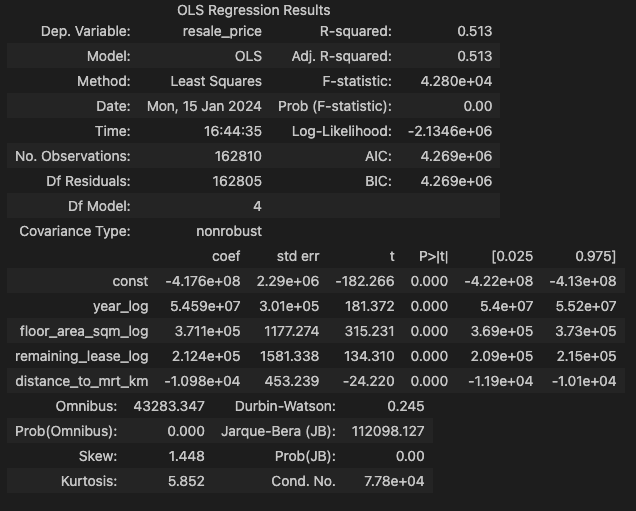 OLS Regression Results
Dep. Variable: resale_price R-squared: 0.513
Model: OLS Adj. R-squared: 0.513
Method: Least Squares F-statistic: 4.280e+04
Date: Mon, 15 Jan 2024 Prob (F-statistic): 0.00
Time: 16:44:35 Log-Likelihood: -2.1346e+06
No. Observations: 162810 AIC: 4.269e+06
Df Residuals: 162805 BIC: 4.269e+06
Df Model: 4
Covariance Type: nonrobust
coef std err t P>|t| [0.025 0.975]
const -4.176e+08 2.29e+06 -182.266 0.000 -4.22e+08 -4.13e+08
year_log 5.459e+07 3.01e+05 181.372 0.000 5.4e+07 5.52e+07
floor_area_sqm_log 3.711e+05 1177.274 315.231 0.000 3.69e+05 3.73e+05
remaining_lease_log 2.124e+05 1581.338 134.310 0.000 2.09e+05 2.15e+05
distance_to_mrt_km -1.098e+04 453.239 -24.220 0.000 -1.19e+04 -1.01e+04
Omnibus: 43283.347 Durbin-Watson: 0.245
Prob(Omnibus): 0.000 Jarque-Bera (JB): 112098.127
Skew: 1.448 Prob(JB): 0.00
Kurtosis: 5.852 Cond. No. 7.78e+04